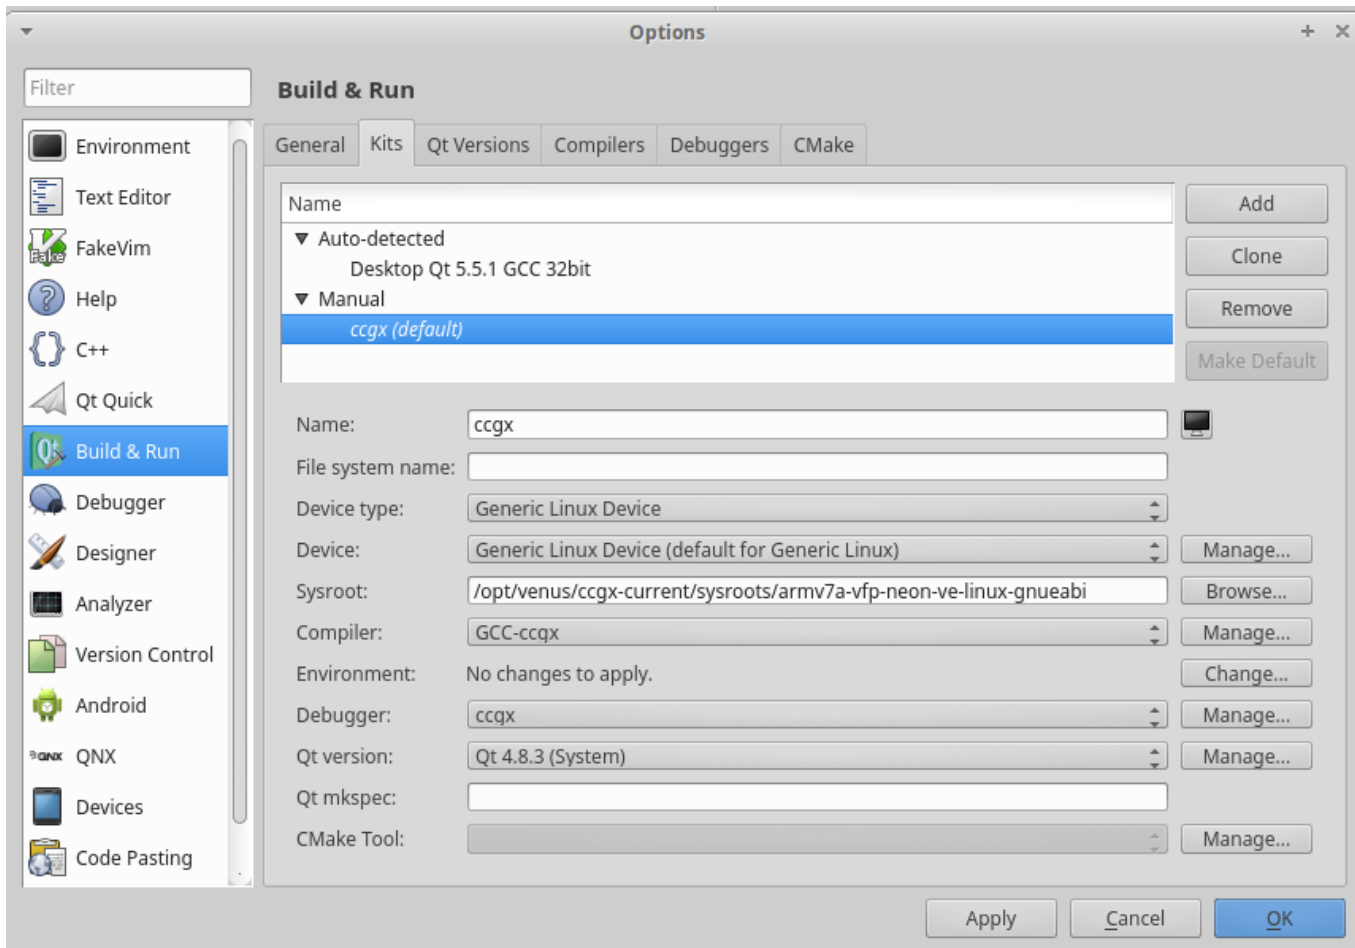 Options
Filter
Build & Run
Environment
Text Editor
FakeVim
Help
C++
Qt Quick
Build & Run
Debugger
Designer
Analyzer
Version Control
Android
QNX
Devices
Code Pasting
General Kits Qt Versions Compilers Debuggers CMake
Name
Auto-detected
Desktop Qt 5.5.1 GCC 32bit
Manual
ccgx (default)
Add
Clone
Remove
Make Default
Name: ccgx
File system name:
Device type: Generic Linux Device
Device: Generic Linux Device (default for Generic Linux) Manage...
Sysroot: /opt/venus/ccgx-current/sysroots/armv7a-vfp-neon-ve-linux-gnueabi Browse...
Compiler: GCC-ccgx Manage...
Environment: No changes to apply. Change...
Debugger: ccgx Manage...
Qt version: Qt 4.8.3 (System) Manage...
Qt mkspec:
CMake Tool: Manage...
Apply Cancel OK